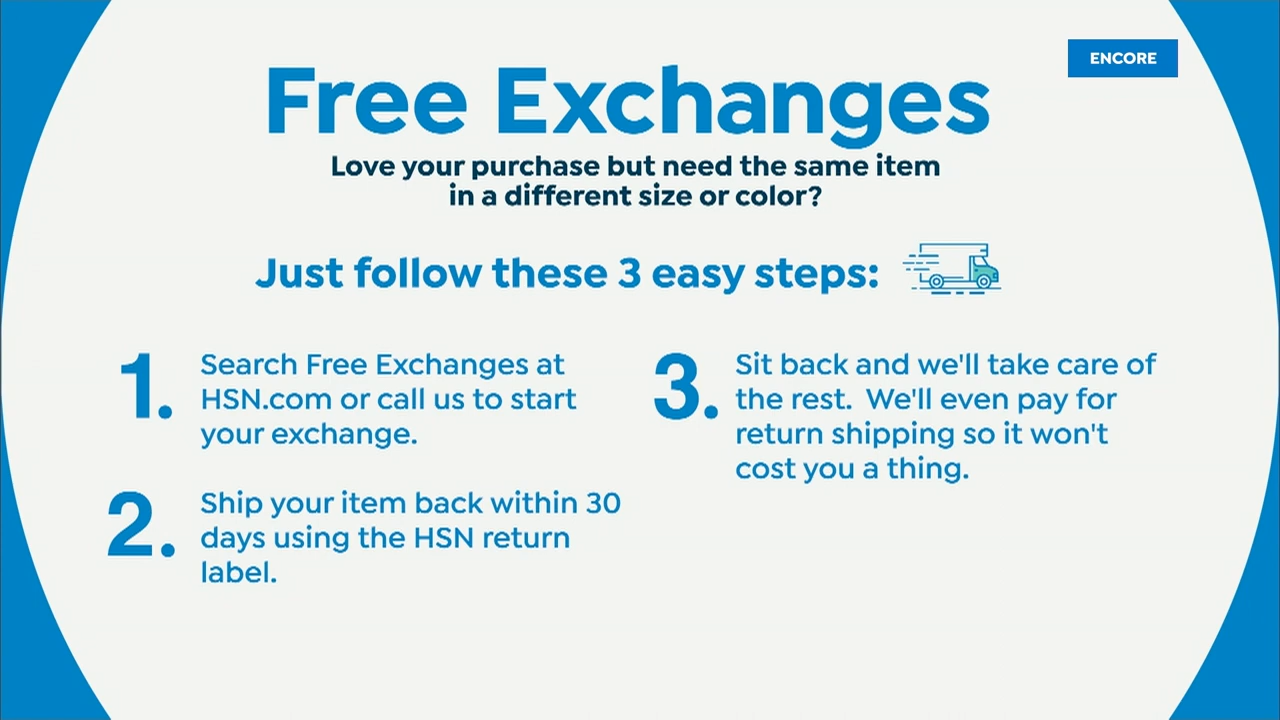 ENCORE
Free Exchanges
Love your purchase but need the same item
in a different size or color?
Just follow these 3 easy steps:
1. Search Free Exchanges at
HSN.com or call us to start
your exchange.
2. Ship your item back within 30
days using the HSN return
label.
3. Sit back and we'll take care of
the rest.  We'll even pay for
return shipping so it won't
cost you a thing.